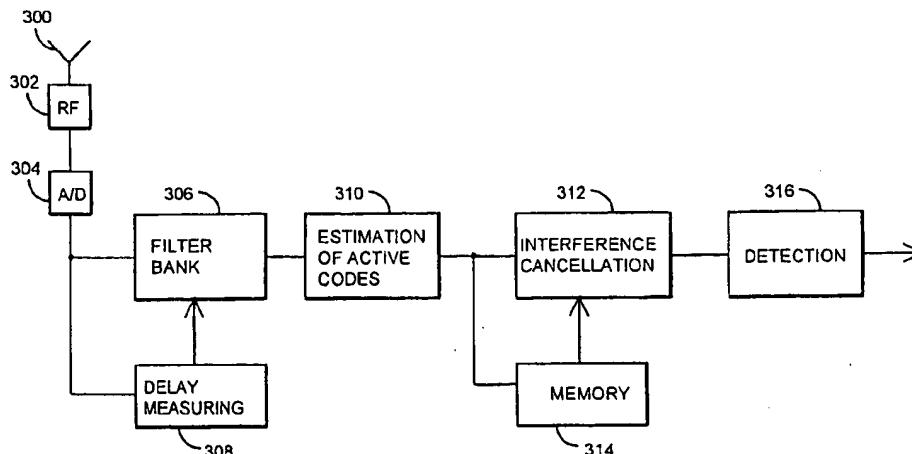 300
302
RF
304
A/D
306
FILTER
BANK
310
ESTIMATION
OF ACTIVE
CODES
312
INTERFERENCE
CANCELLATION
316
DETECTION
DELAY
MEASURING
308
MEMORY
314